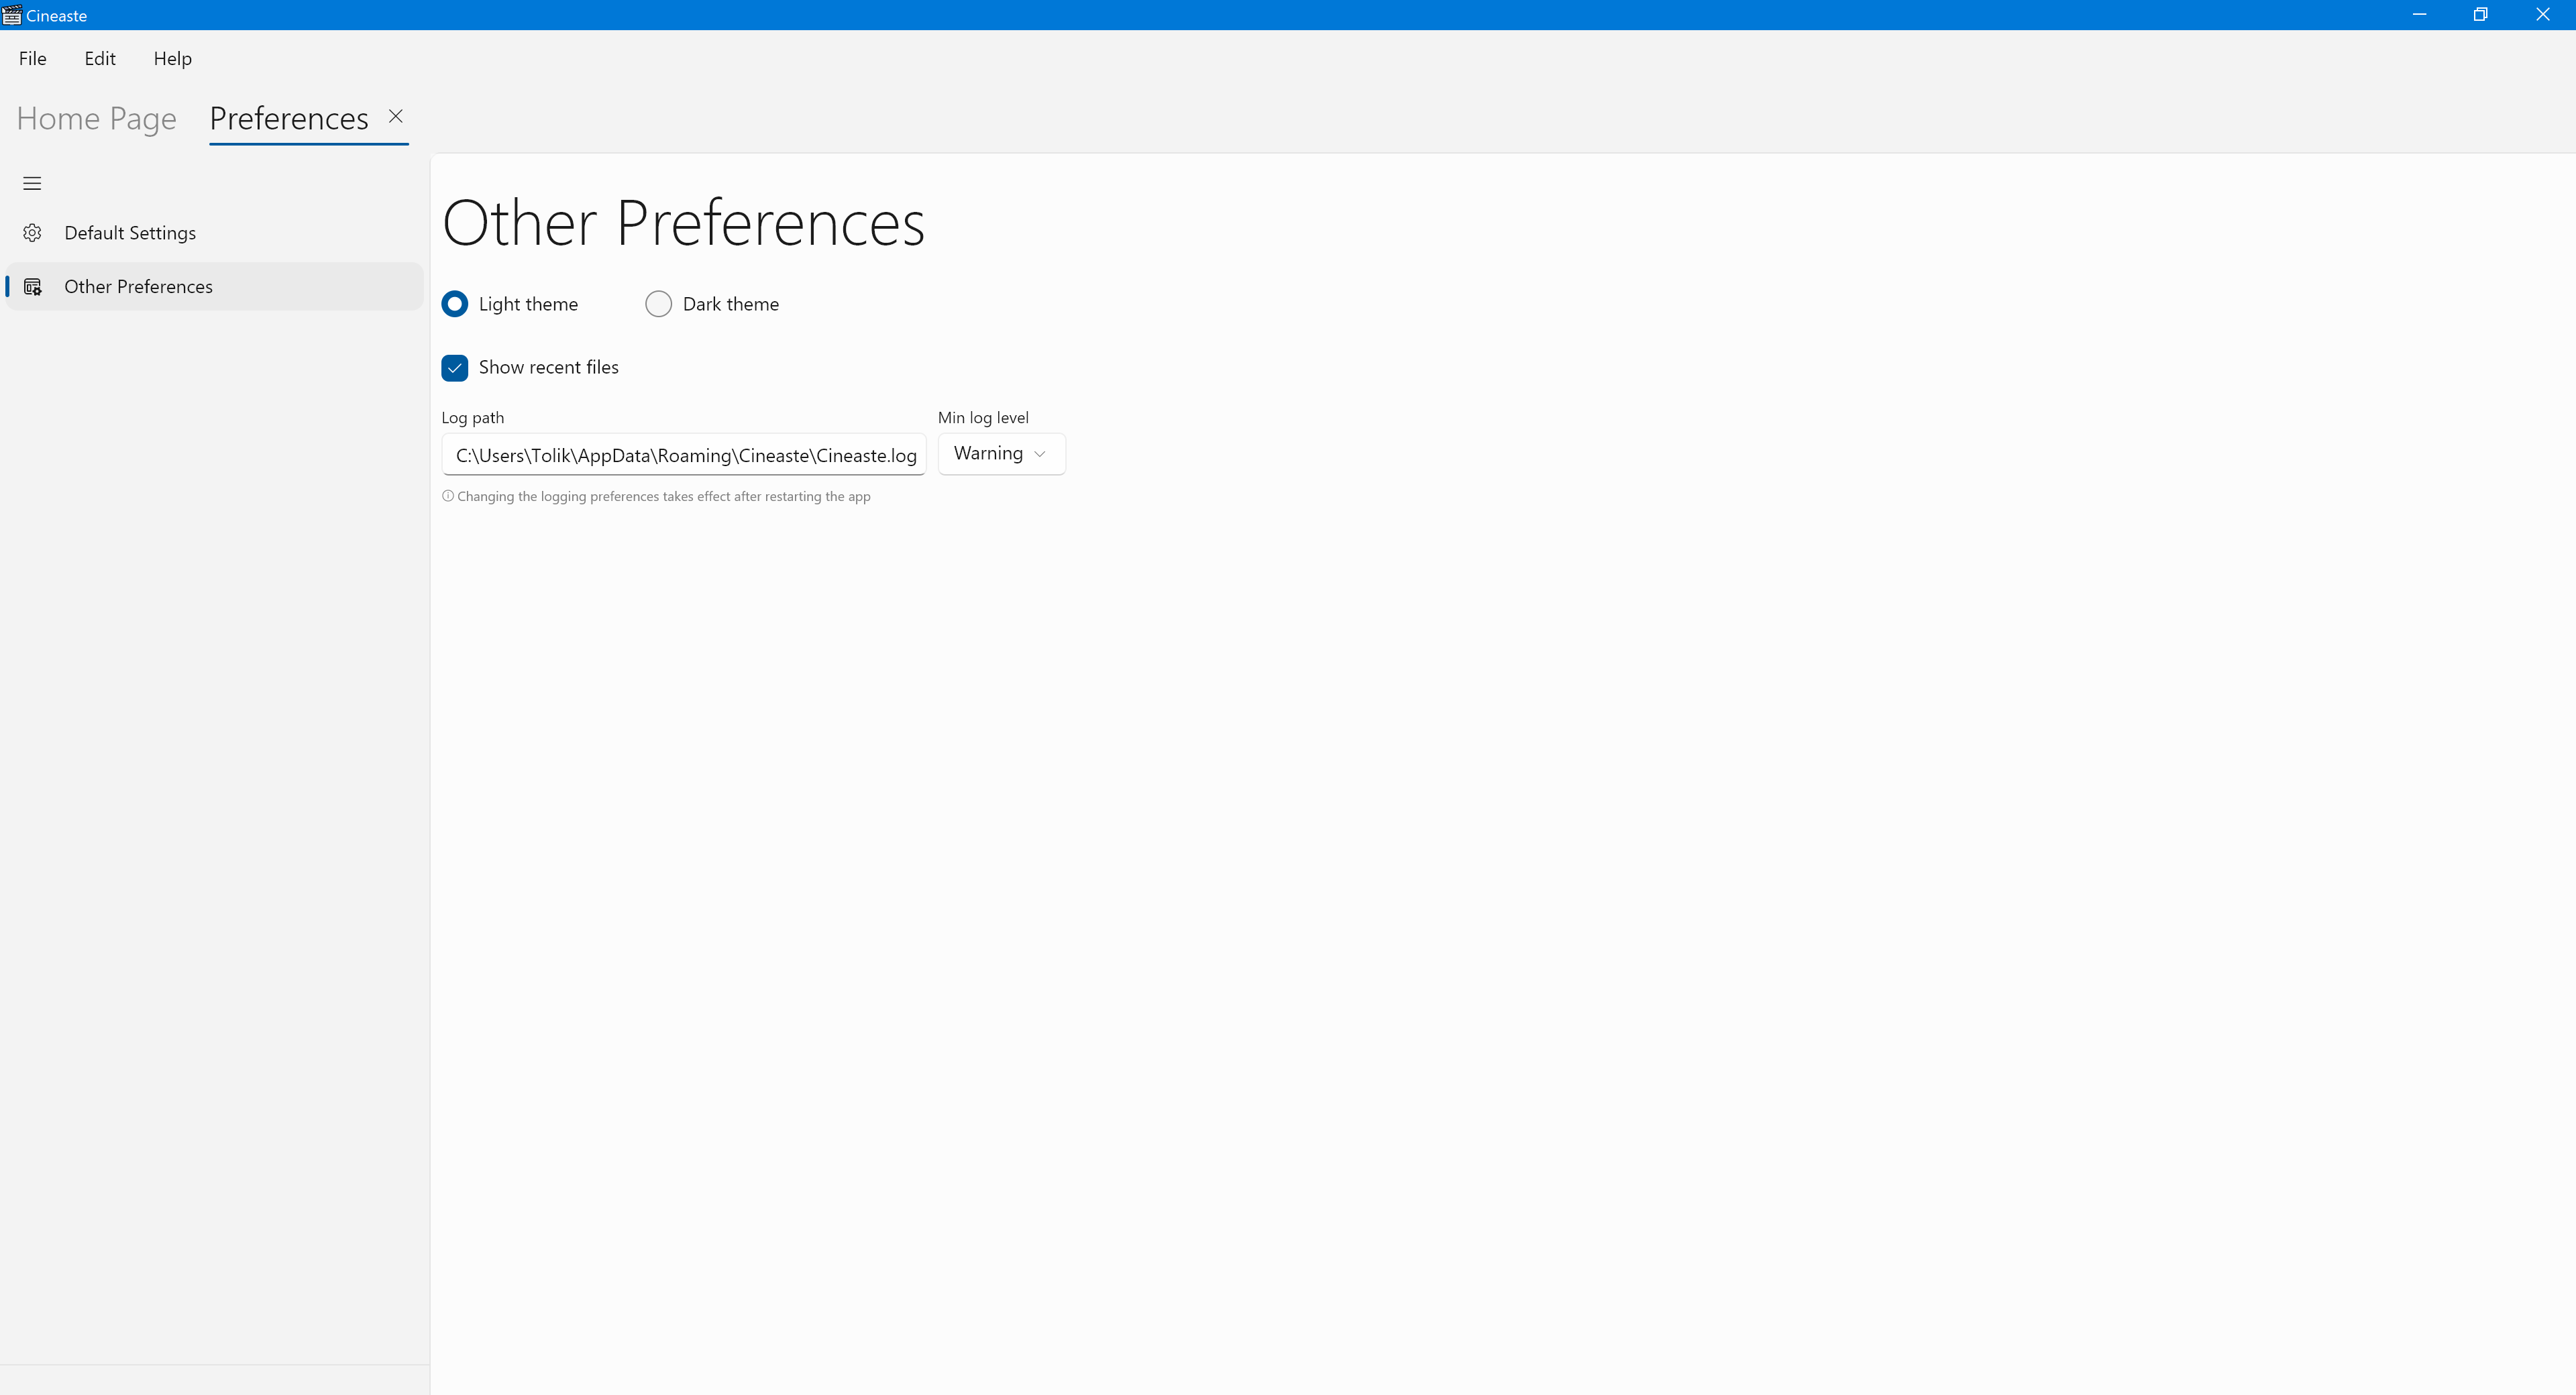 Cineaste
File Edit Help
Home Page Preferences
Default Settings
Other Preferences
Other Preferences
Light theme Dark theme
Show recent files
Log path Min log level
C:\Users\Tolik\AppData\Roaming\Cineaste\Cineaste.log Warning
Changing the logging preferences takes effect after restarting the app